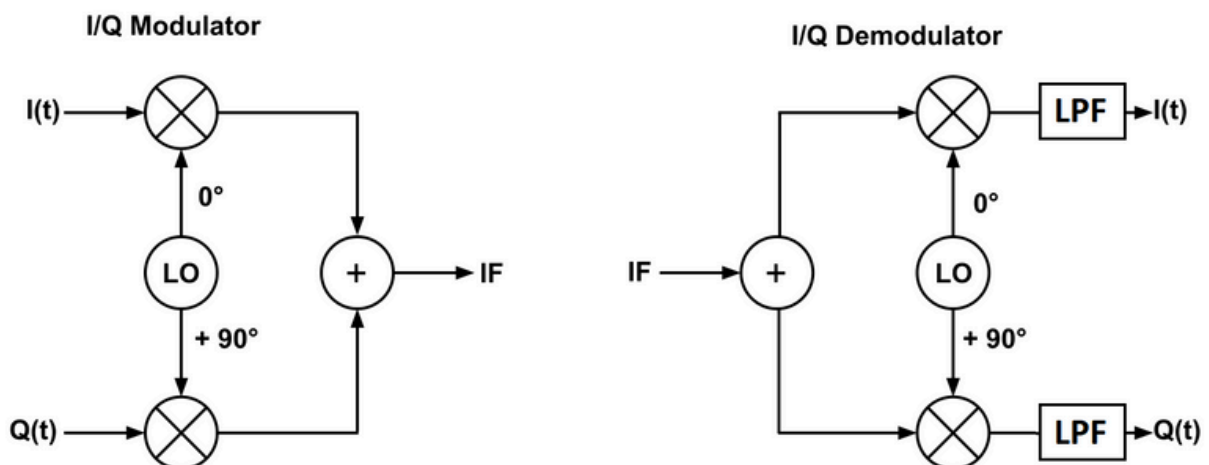 I/Q Modulator
I(t)
0°
LO
+
IF
+ 90°
Q(t)
I/Q Demodulator
LPF
I(t)
0°
IF
+
LO
+ 90°
LPF
Q(t)